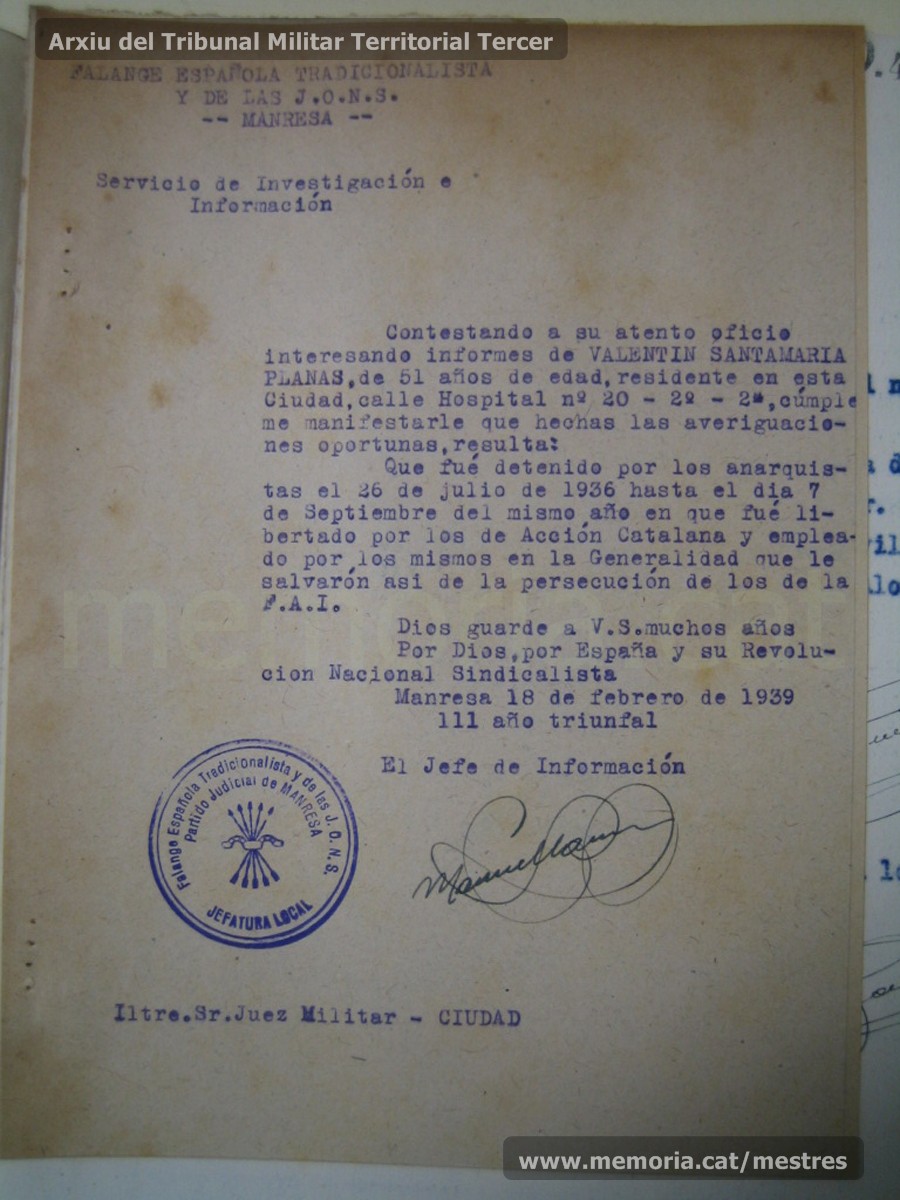 Arxiu del Tribunal Militar Territorial Tercer
FALANGE ESPAÑOLA TRADICIONALISTA
Y DE LAS J.O.N.S.
-- MANRESA --
Servicio de Investigación e
Información
Contestando a su atento oficio
interesando informes de VALENTIN SANTAMARIA
PLANAS,de 51 años de edad,residente en esta
Ciudad,calle Hospital nº 20 - 2º - 2ª,cúmple
me manifestarle que hechas las averiguacio-
nes oportunas,resulta:
Que fué detenido por los anarquis-
tas el 26 de julio de 1936 hasta el dia 7
de Septiembre del mismo año en que fué li-
bertado por los de Acción Catalana y emplea-
do por los mismos en la Generalidad que le
salvarón asi de la persecución de los de la
F.A.I.
Dios guarde a V.S.muchos años
Por Dios,por España y su Revolu-
cion Nacional Sindicalista
Manresa 18 de febrero de 1939
111 año triunfal
El Jefe de Información
Falange Española Tradicionalista y de las J.O.N.S.
Partido Judicial de MANRESA
JEFATURA LOCAL
Iltre.Sr.Juez Militar - CIUDAD
memoria.cat
www.memoria.cat/mestres